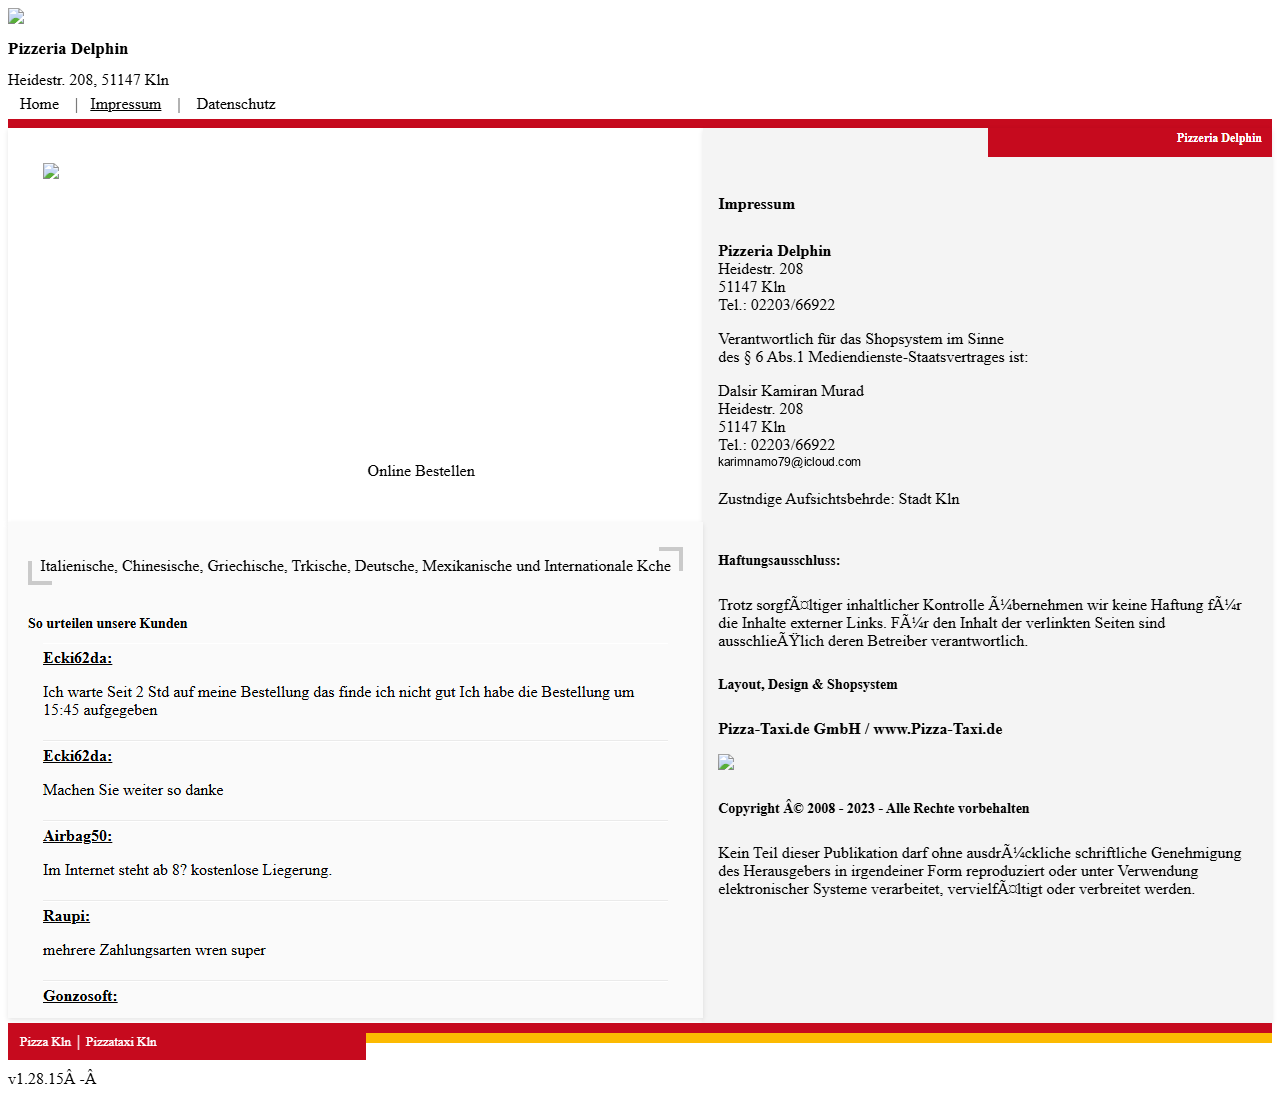 Pizzeria Delphin
Heidestr. 208, 51147 Kln
Home | Impressum | Datenschutz
Pizzeria Delphin
Online Bestellen
Italienische, Chinesische, Griechische, Trkische, Deutsche, Mexikanische und Internationale Kche
So urteilen unsere Kunden
Ecki62da:
Ich warte Seit 2 Std auf meine Bestellung das finde ich nicht gut Ich habe die Bestellung um
15:45 aufgegeben
Ecki62da:
Machen Sie weiter so danke
Airbag50:
Im Internet steht ab 8? kostenlose Liegerung.
Raupi:
mehrere Zahlungsarten wren super
Gonzosoft:
Impressum
Pizzeria Delphin
Heidestr. 208
51147 Kln
Tel.: 02203/66922
Verantwortlich für das Shopsystem im Sinne
des § 6 Abs.1 Mediendienste-Staatsvertrages ist:
Dalsir Kamiran Murad
Heidestr. 208
51147 Kln
Tel.: 02203/66922
karimnamo79@icloud.com
Zustndige Aufsichtsbehrde: Stadt Kln
Haftungsausschluss:
Trotz sorgfÃ¤ltiger inhaltlicher Kontrolle Ã¼bernehmen wir keine Haftung fÃ¼r
die Inhalte externer Links. FÃ¼r den Inhalt der verlinkten Seiten sind
ausschlieÃŸlich deren Betreiber verantwortlich.
Layout, Design & Shopsystem
Pizza-Taxi.de GmbH / www.Pizza-Taxi.de
Copyright Â© 2008 - 2023 - Alle Rechte vorbehalten
Kein Teil dieser Publikation darf ohne ausdrÃ¼ckliche schriftliche Genehmigung
des Herausgebers in irgendeiner Form reproduziert oder unter Verwendung
elektronischer Systeme verarbeitet, vervielfÃ¤ltigt oder verbreitet werden.
Pizza Kln | Pizzataxi Kln
v1.28.15Â -Â